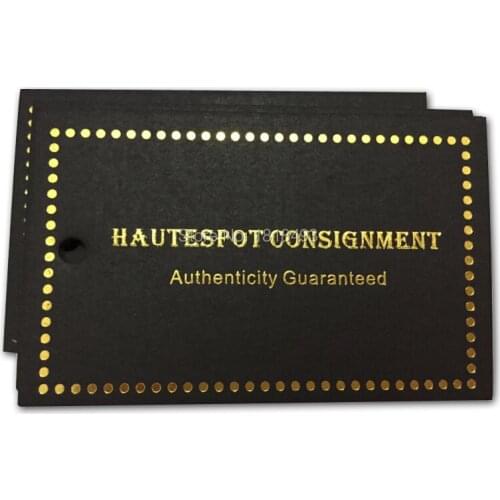 HAUTESPOT CONSIGNMENT
Authenticity Guaranteed